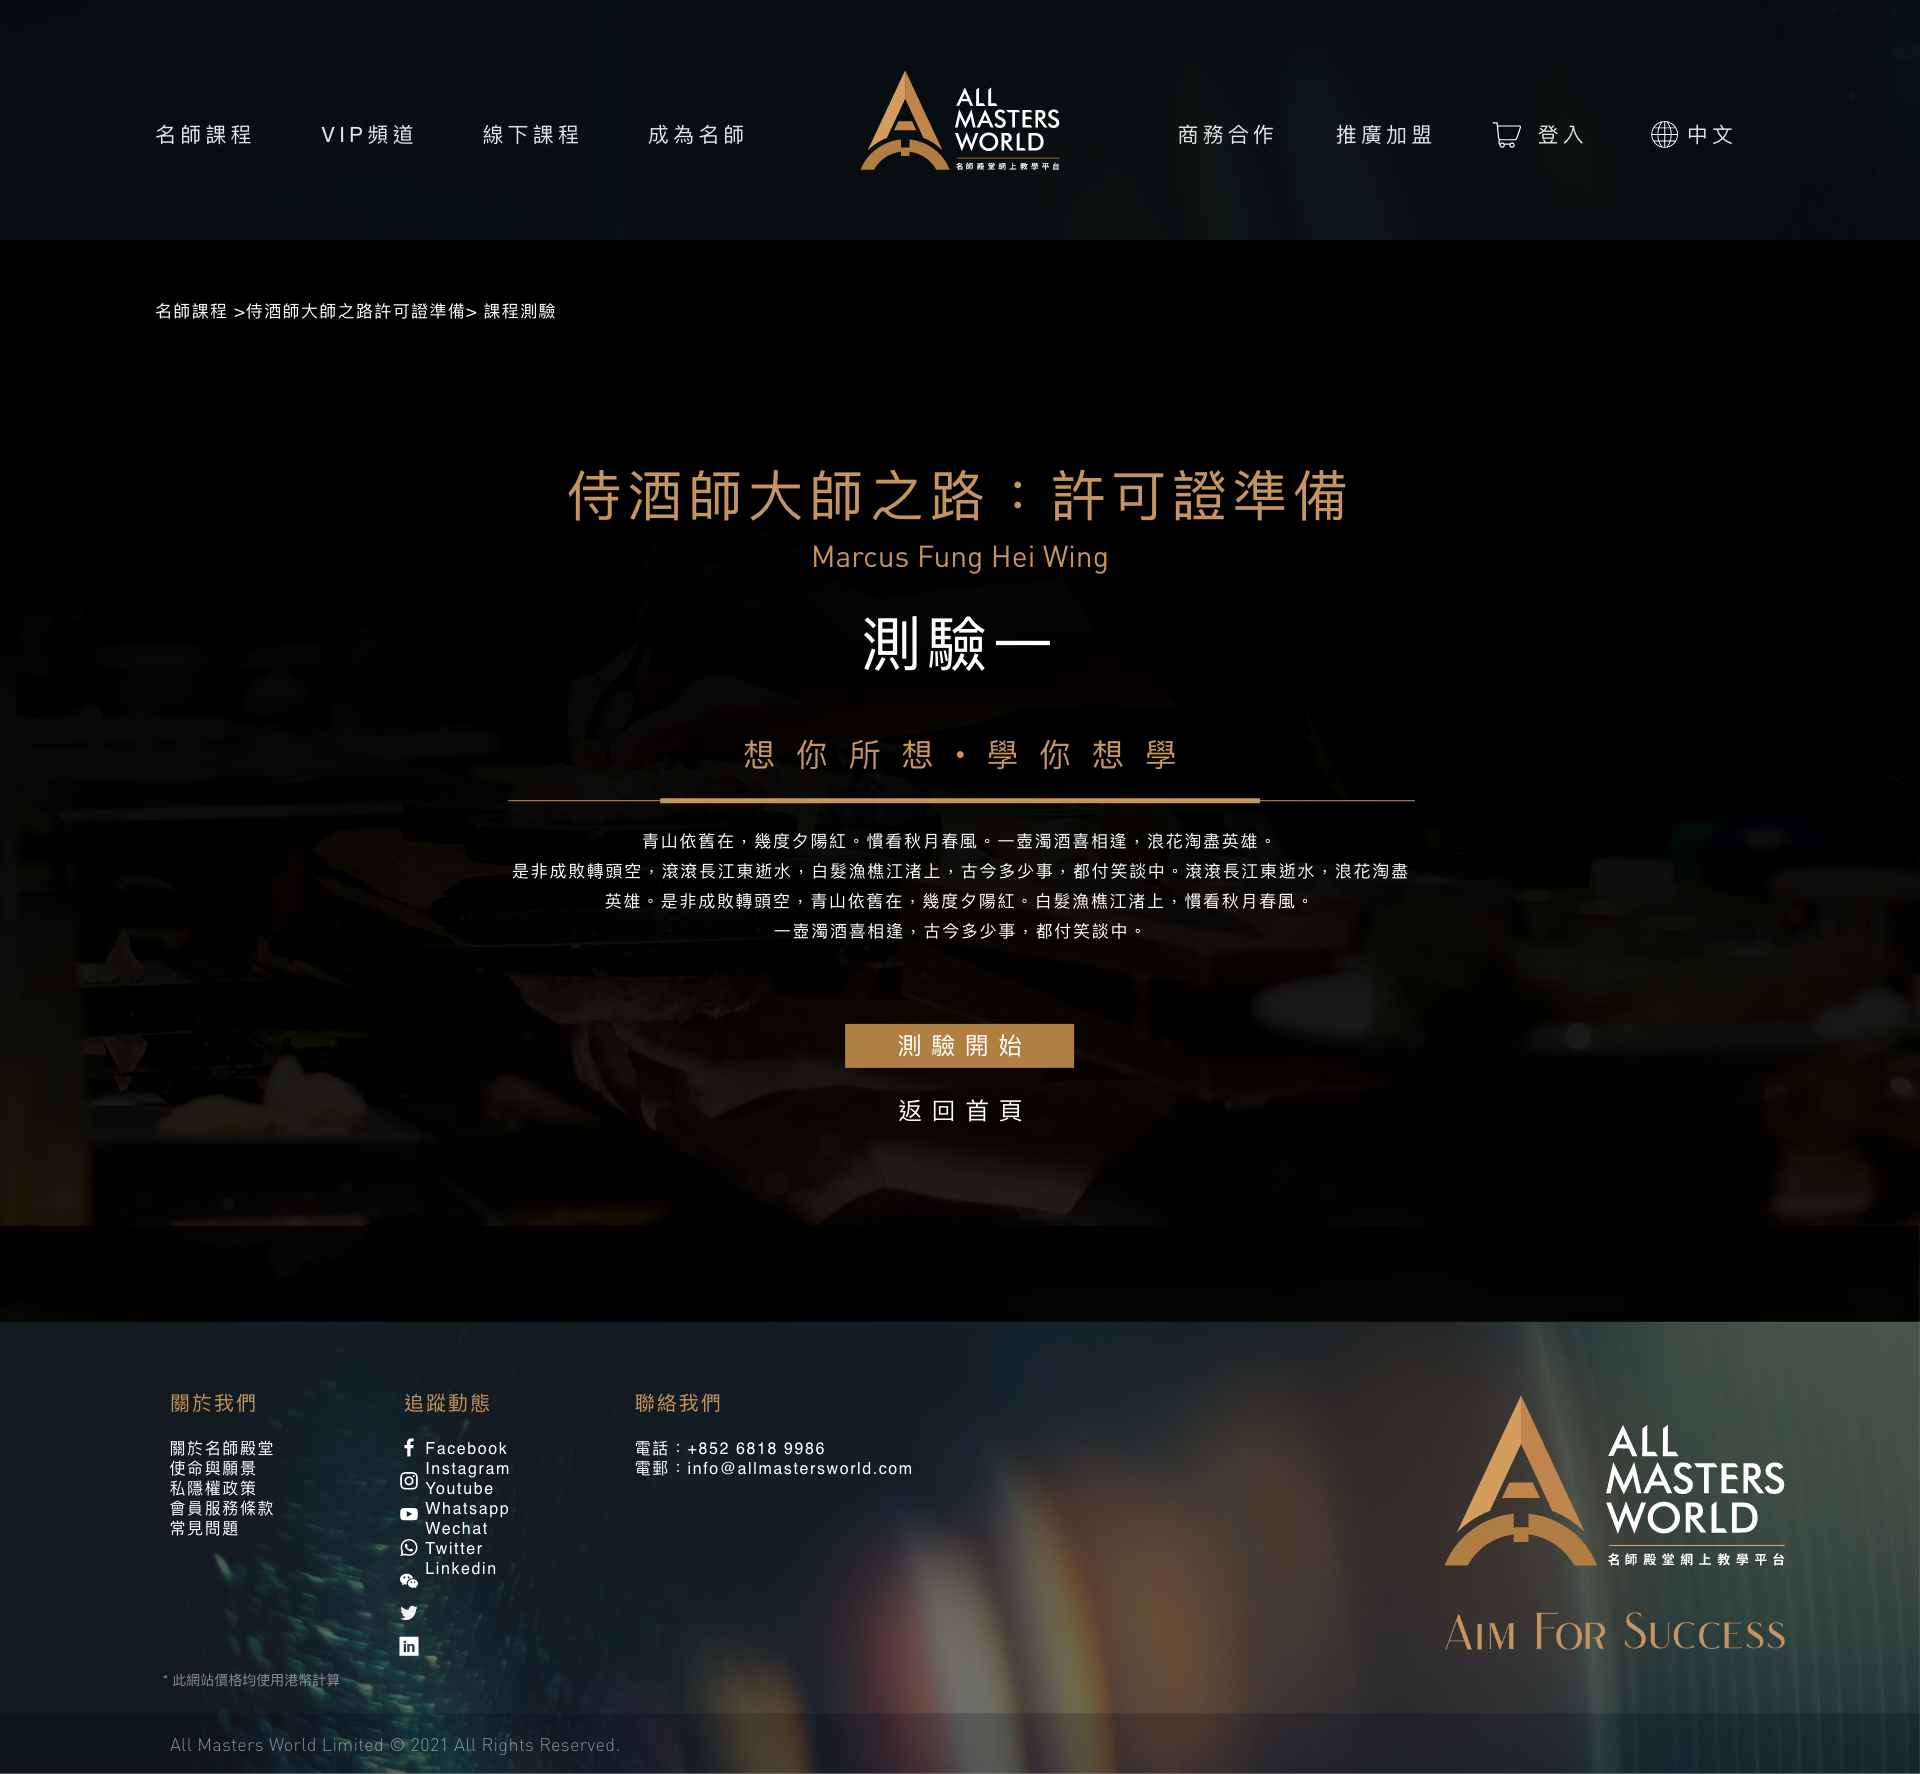 名師課程
VIP頻道
線下課程
成為名師
ALL
MASTERS
WORLD
名師殿堂網上教學平台
商務合作
推廣加盟
登入
中文
名師課程 >侍酒師大師之路許可證準備> 課程測驗
侍酒師大師之路：許可證準備
Marcus Fung Hei Wing
測驗一
想你所想・學你想學
青山依舊在，幾度夕陽紅。慣看秋月春風。一壺濁酒喜相逢，浪花淘盡英雄。
是非成敗轉頭空，滾滾長江東逝水，白髮漁樵江渚上，古今多少事，都付笑談中。滾滾長江東逝水，浪花淘盡
英雄。是非成敗轉頭空，青山依舊在，幾度夕陽紅。白髮漁樵江渚上，慣看秋月春風。
一壺濁酒喜相逢，古今多少事，都付笑談中。
測驗開始
返回首頁
關於我們
關於名師殿堂
使命與願景
私隱權政策
會員服務條款
常見問題
追蹤動態
Facebook
Instagram
Youtube
Whatsapp
Wechat
Twitter
Linkedin
聯絡我們
電話：+852 6818 9986
電郵：info@allmastersworld.com
ALL
MASTERS
WORLD
名師殿堂網上教學平台
AIM FOR SUCCESS
* 此網站價格均使用港幣計算
All Masters World Limited © 2021 All Rights Reserved.